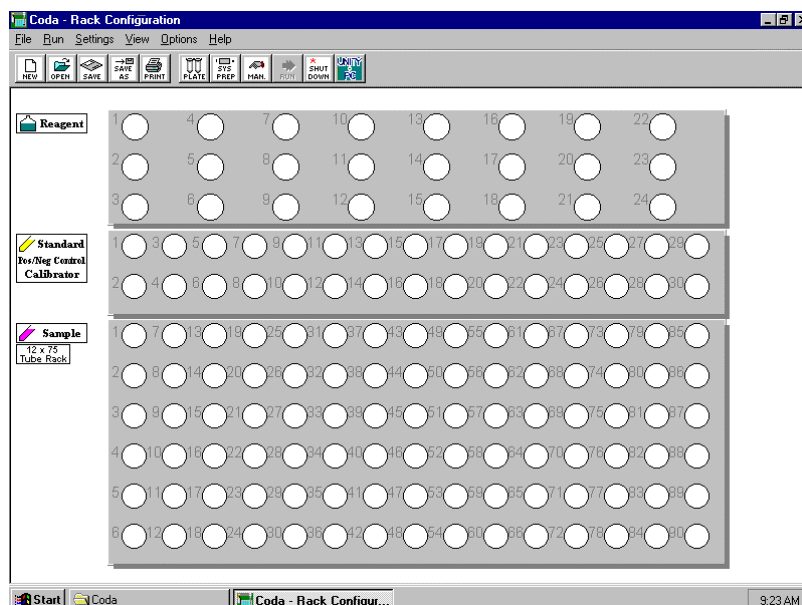 Coda - Rack Configuration
File Run Settings View Options Help
NEW OPEN SAVE SAVE AS PRINT PLATE SYS PREP MAN. RUN SHUT DOWN UNITY PC
Reagent
1 4 7 10 13 16 19 22
2 5 8 11 14 17 20 23
3 6 9 12 15 18 21 24
Standard
Pos/Neg Control
Calibrator
1 3 5 7 9 11 13 15 17 19 21 23 25 27 29
2 4 6 8 10 12 14 16 18 20 22 24 26 28 30
Sample
12 x 75
Tube Rack
1 7 13 19 25 31 37 43 49 55 61 67 73 79 85
2 8 14 20 26 32 38 44 50 56 62 68 74 80 86
3 9 15 21 27 33 39 45 51 57 63 69 75 81 87
4 10 16 22 28 34 40 46 52 58 64 70 76 82 88
5 11 17 23 29 35 41 47 53 59 65 71 77 83 89
6 12 18 24 30 36 42 48 54 60 66 72 78 84 90
Start Coda Coda - Rack Configur... 9:23 AM